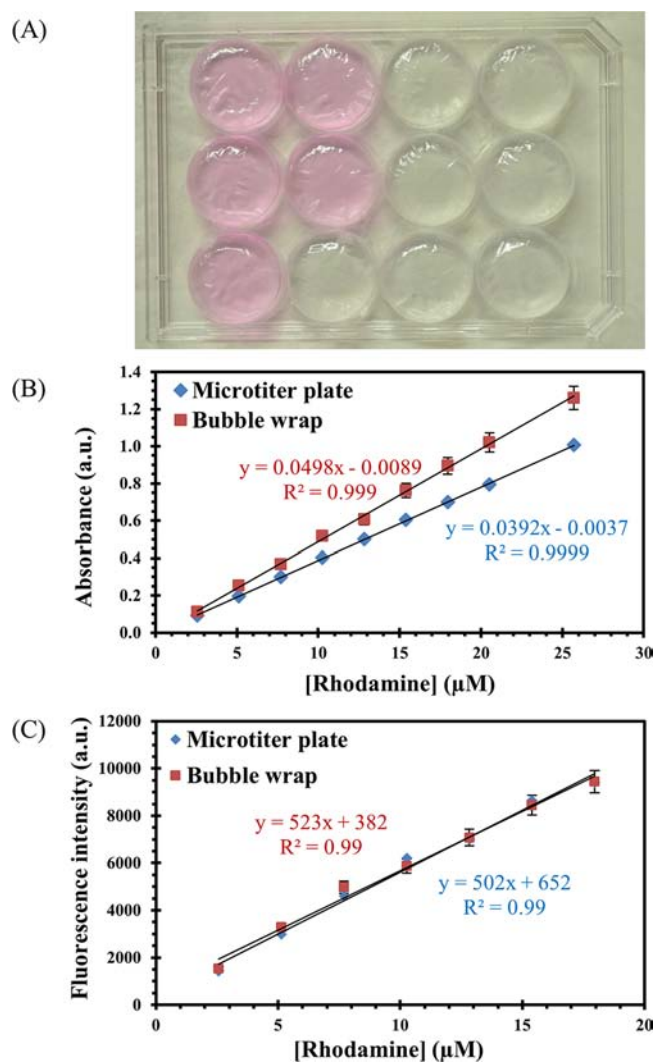 (A)
(B)
Absorbance (a.u.)
1.4
1.2
1.0
0.8
0.6
0.4
0.2
0.0
Microtiter plate
Bubble wrap
y = 0.0498x - 0.0089
R² = 0.999
y = 0.0392x - 0.0037
R² = 0.9999
0 5 10 15 20 25 30
[Rhodamine] (µM)
(C)
Fluorescence intensity (a.u.)
12000
10000
8000
6000
4000
2000
0
Microtiter plate
Bubble wrap
y = 523x + 382
R² = 0.99
y = 502x + 652
R² = 0.99
0 5 10 15 20
[Rhodamine] (µM)